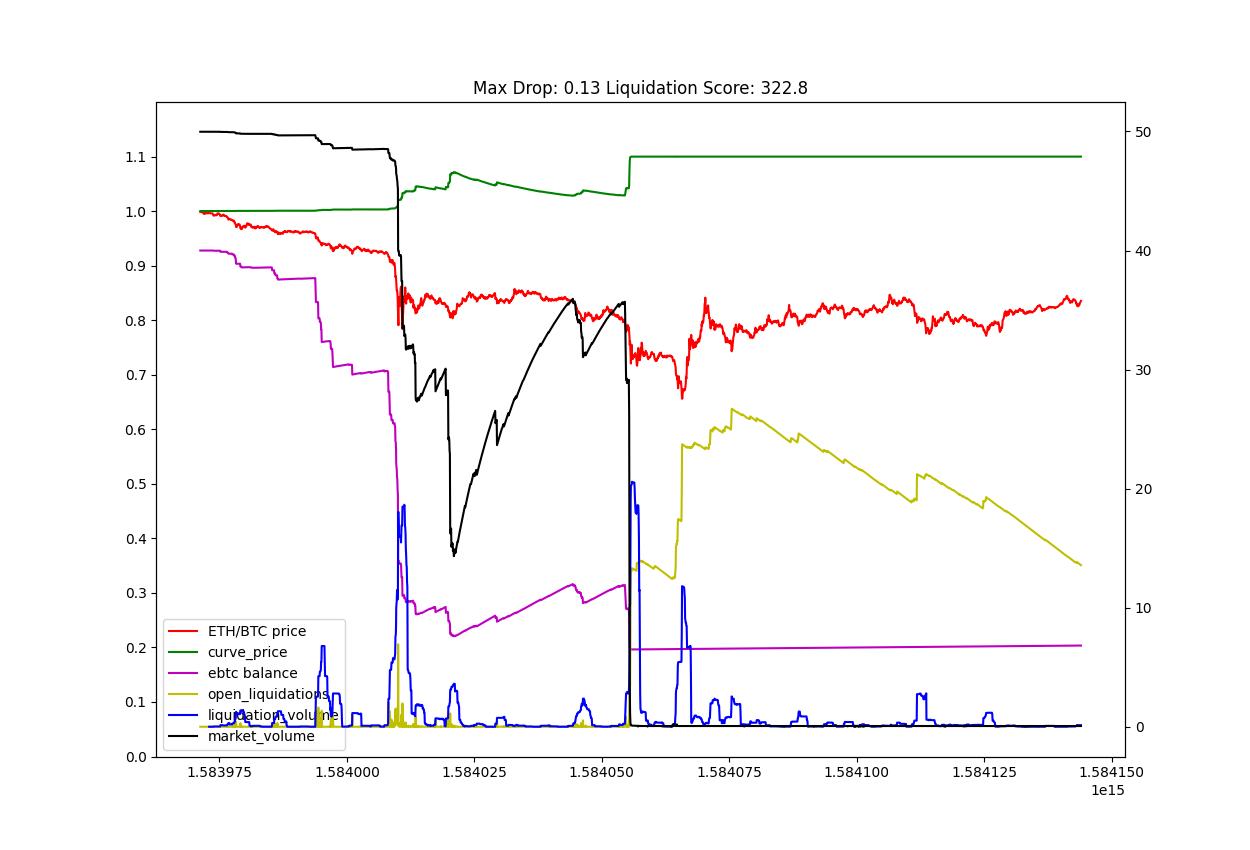 Max Drop: 0.13 Liquidation Score: 322.8
1.1
1.0
0.9
0.8
0.7
0.6
0.5
0.4
0.3
0.2
0.1
0.0
50
40
30
20
10
0
ETH/BTC price
curve_price
ebtc balance
open_liquidations
liquidation_volume
market_volume
1.583975 1.584000 1.584025 1.584050 1.584075 1.584100 1.584125 1.584150
1e15